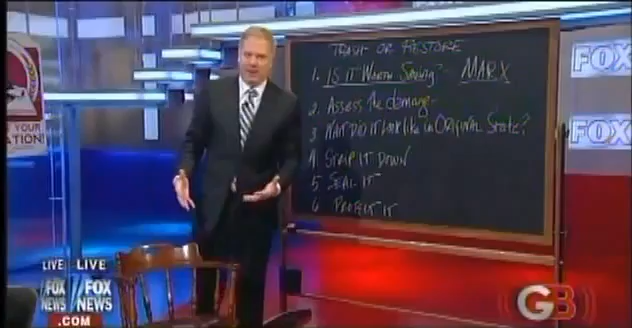 TRASH OR RESTORE
1. IS IT WORTH SAVING? MARX
2. Assess the damage-
3 WHAT DID IT Look like in ORIGINAL State?
4 STRIP IT DOWN
5 SEAL IT
6 PROTECT IT
FOX
FOX
YOUR
ATION!
LIVE LIVE
FOX NEWS
FOX NEWS
.COM
GB